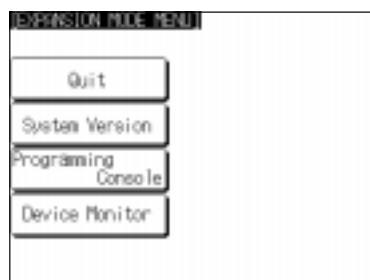 [EXPANSION MODE MENU]
Quit
System Version
Programming
Console
Device Monitor